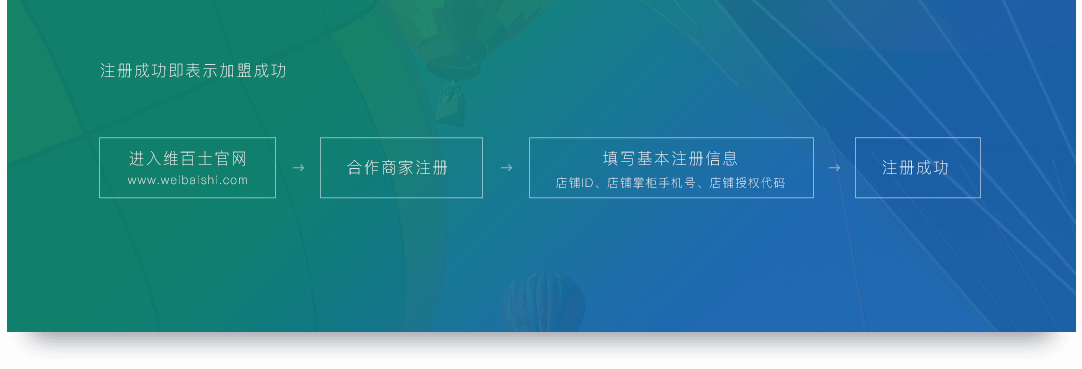 注册成功即表示加盟成功
进入维百士官网
www.weibaishi.com
→
合作商家注册
→
填写基本注册信息
店铺ID、店铺掌柜手机号、店铺授权代码
→
注册成功